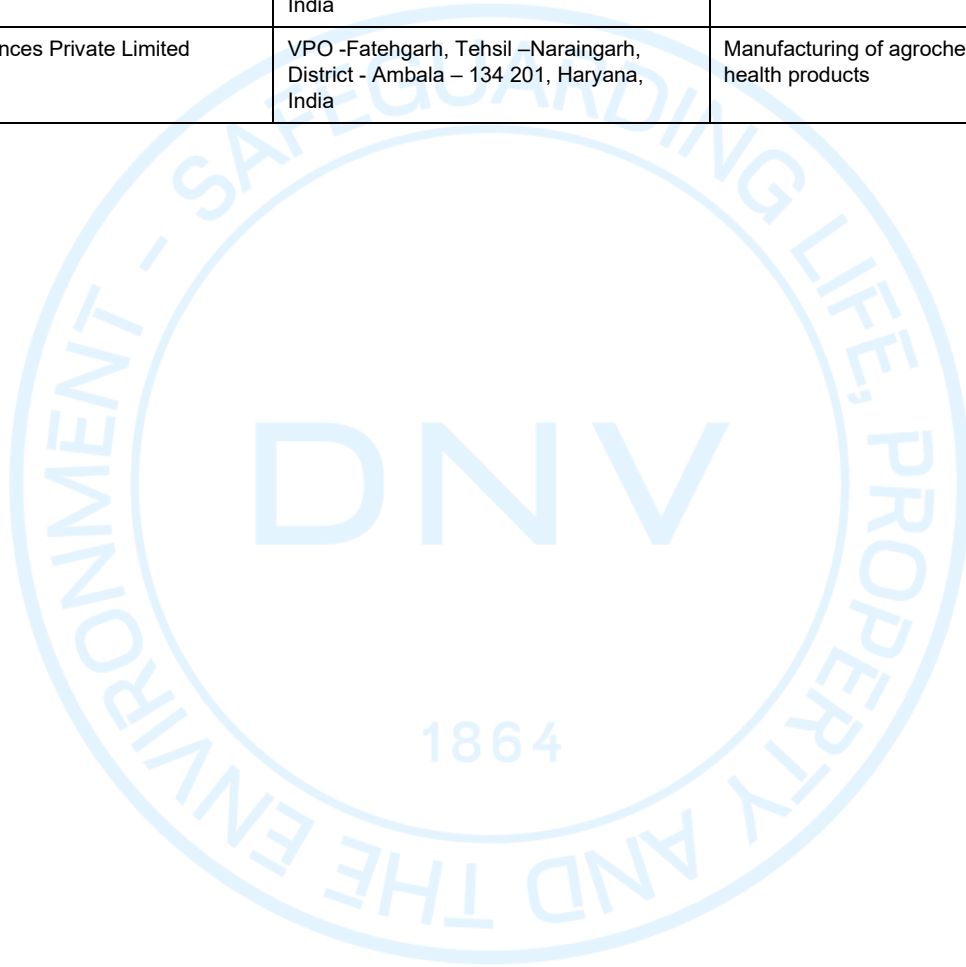 India
nces Private Limited
VPO -Fatehgarh, Tehsil –Naraingarh,
District - Ambala – 134 201, Haryana,
India
Manufacturing of agroche
health products
SAFEGUARDING LIFE, PROPERTY AND THE ENVIRONMENT -
DNV
1864